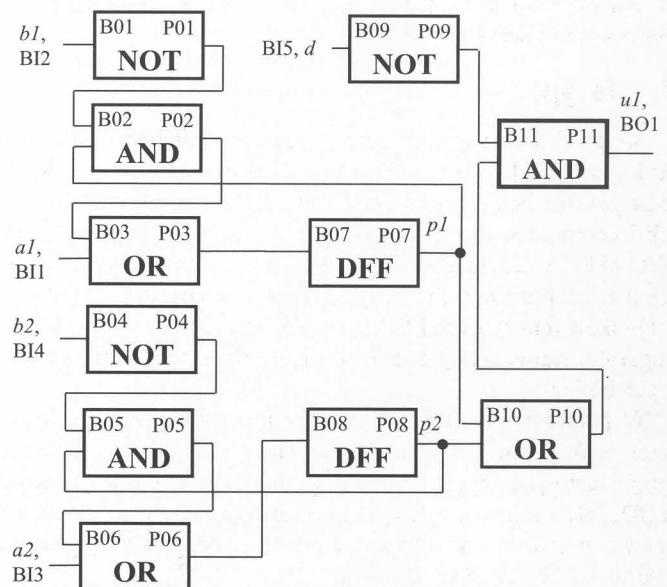 b1,
BI2
B01 P01
NOT
BI5, d
B09 P09
NOT
B02 P02
AND
u1,
BO1
B11 P11
AND
a1,
BI1
B03 P03
OR
B07 P07
DFF
p1
b2,
BI4
B04 P04
NOT
B05 P05
AND
B08 P08
DFF
p2
B10 P10
OR
a2,
BI3
B06 P06
OR